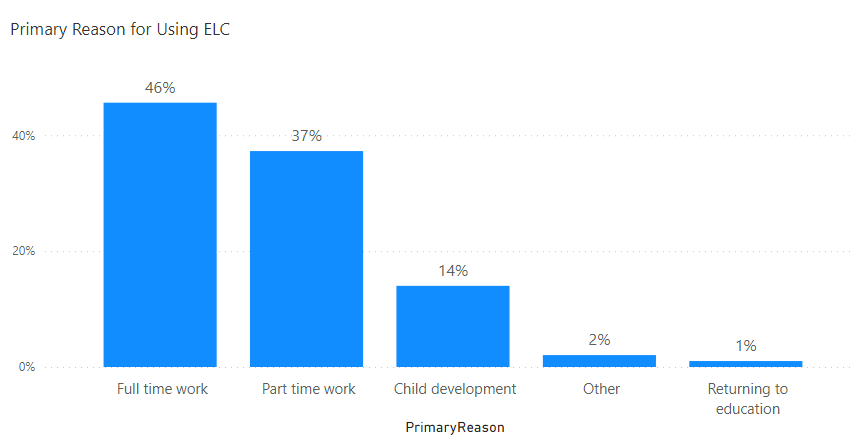 Primary Reason for Using ELC
46%
37%
14%
2%
1%
40%
20%
0%
Full time work
Part time work
Child development
Other
Returning to
education
PrimaryReason